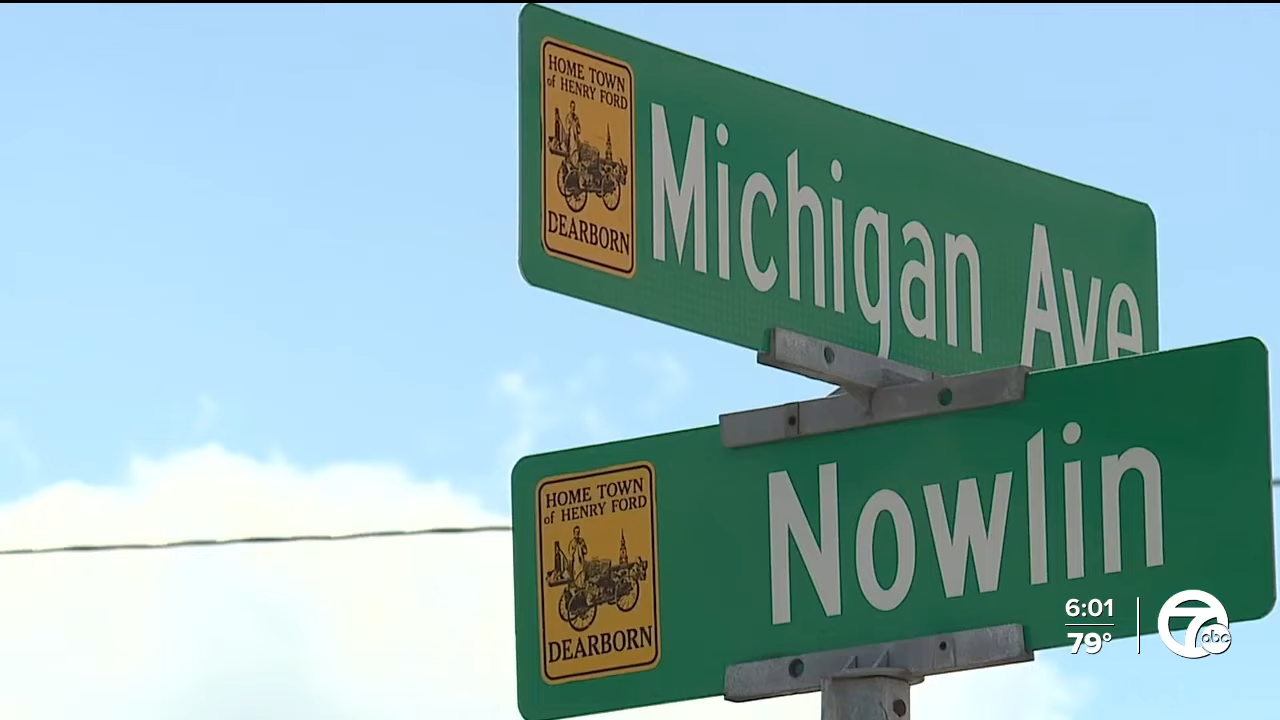 HOME TOWN
of HENRY FORD
DEARBORN
Michigan Ave
HOME TOWN
of HENRY FORD
DEARBORN
Nowlin
6:01
79°
7
abc